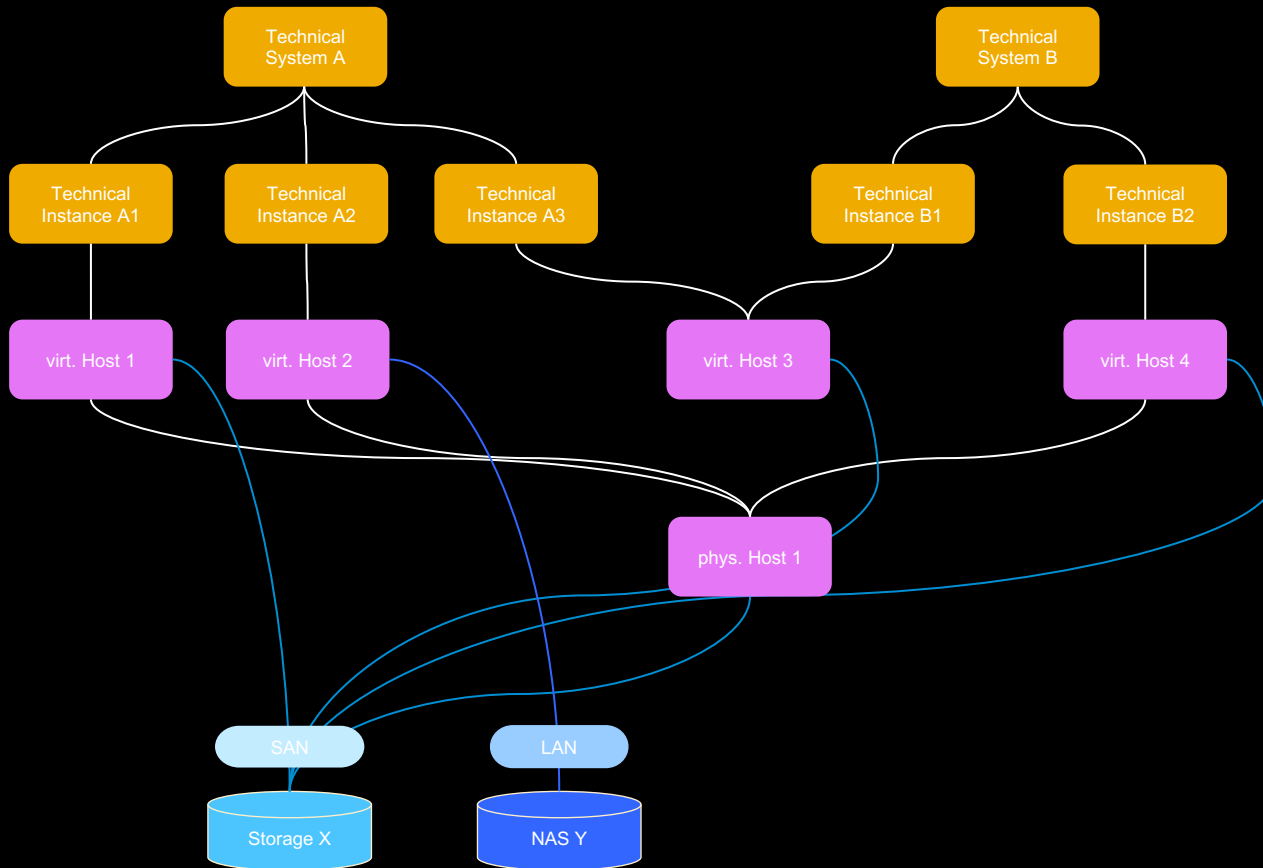 Technical
System A
Technical
System B
Technical
Instance A1
Technical
Instance A2
Technical
Instance A3
Technical
Instance B1
Technical
Instance B2
virt. Host 1
virt. Host 2
virt. Host 3
virt. Host 4
phys. Host 1
SAN
LAN
Storage X
NAS Y